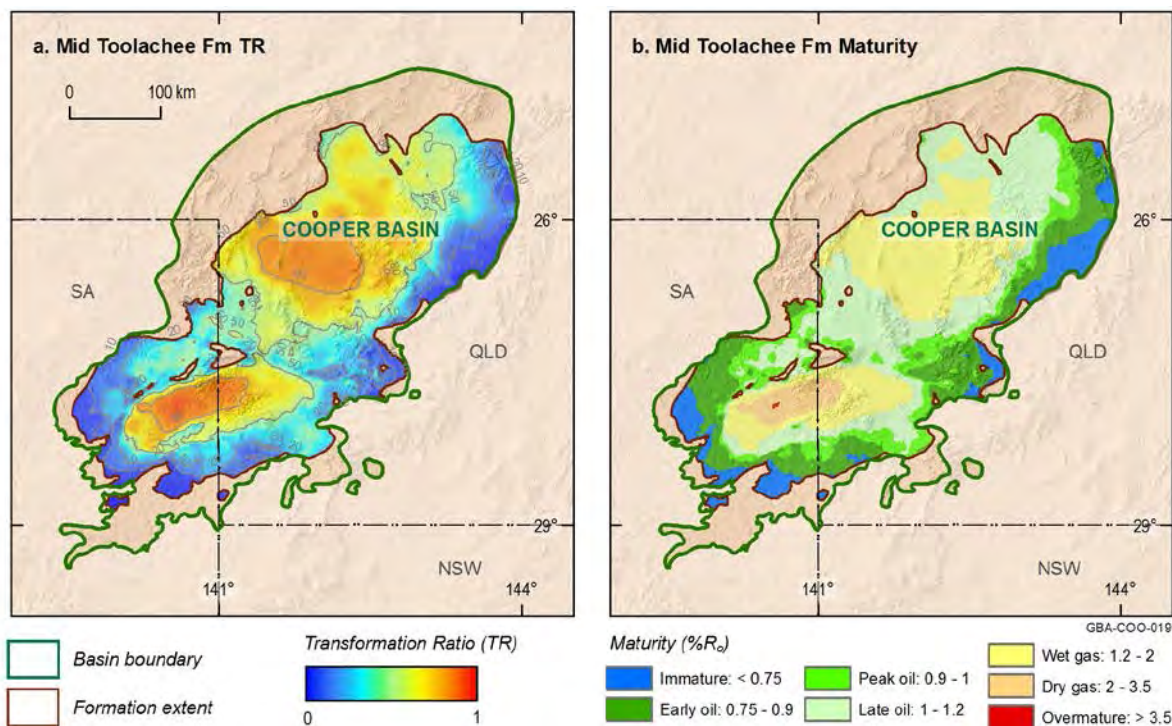 a. Mid Toolachee Fm TR
0 100 km
COOPER BASIN
26°
SA
QLD
29°
NSW
141° 144°
b. Mid Toolachee Fm Maturity
COOPER BASIN
26°
SA
QLD
29°
NSW
141° 144°
GBA-COO-019
Basin boundary
Formation extent
Transformation Ratio (TR)
0 1
Maturity (%Ro)
Immature: < 0.75
Early oil: 0.75 - 0.9
Peak oil: 0.9 - 1
Late oil: 1 - 1.2
Wet gas: 1.2 - 2
Dry gas: 2 - 3.5
Overmature: > 3.5